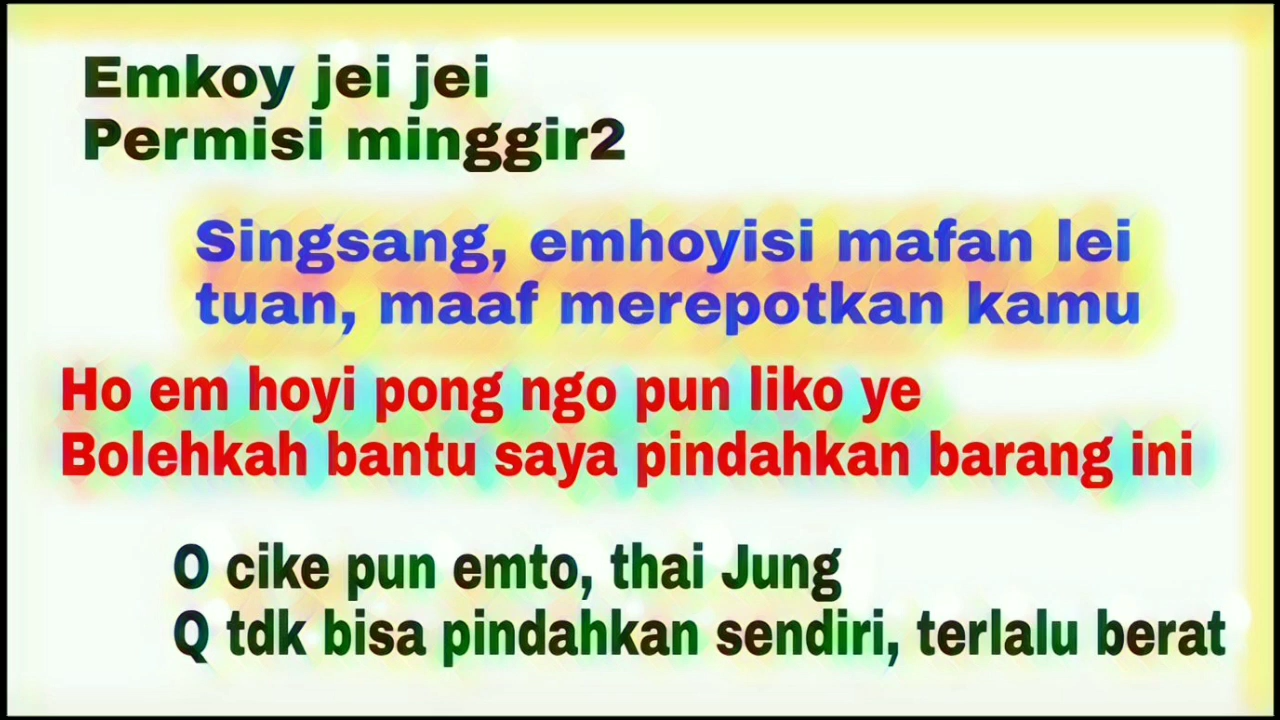 Emkoy jei jei
Permisi minggir2
Singsang, emhoyisi mafan lei
tuan, maaf merepotkan kamu
Ho em hoyi pong ngo pun liko ye
Bolehkah bantu saya pindahkan barang ini
O cike pun emto, thai Jung
Q tdk bisa pindahkan sendiri, terlalu berat